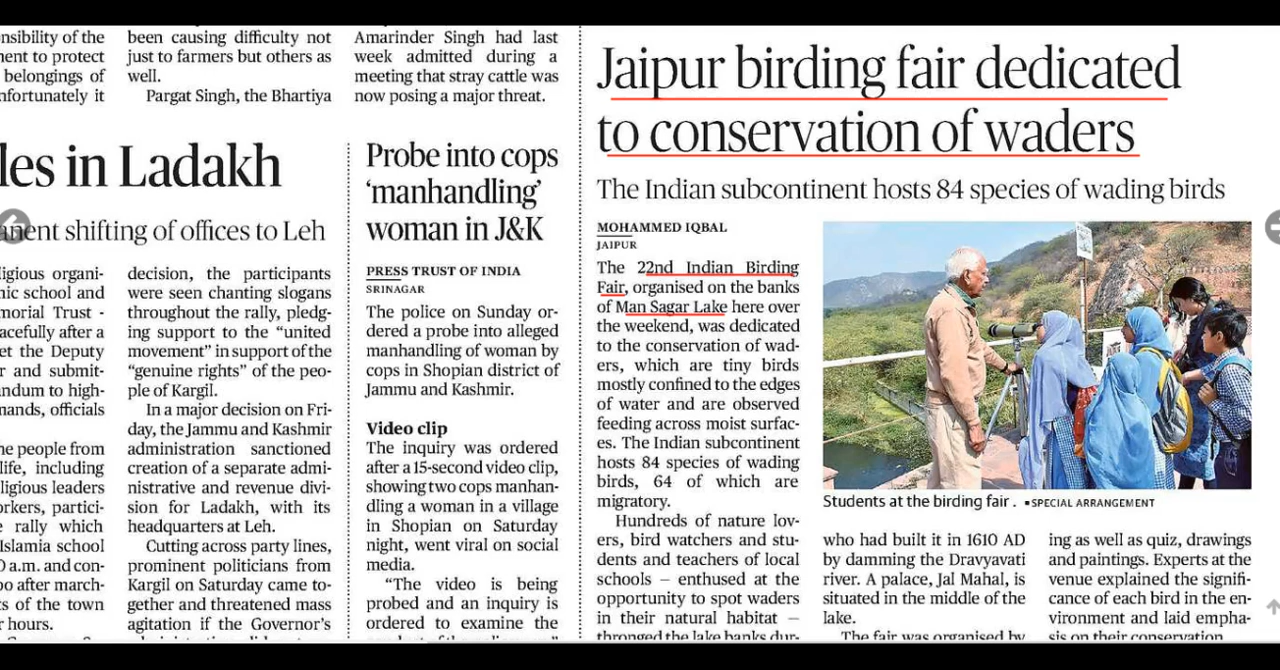 nsibility of the
ent to protect
belongings of
nfortunately it
been causing difficulty not
just to farmers but others as
well.
Pargat Singh, the Bhartiya
Amarinder Singh had last
week admitted during a
meeting that stray cattle was
now posing a major threat.
les in Ladakh
anent shifting of offices to Leh
ligious organi-
ic school and
morial Trust -
acefully after a
et the Deputy
r and submit-
andum to high-
mands, officials
e people from
life, including
ligious leaders
orkers, partici-
e rally which
Islamia school
0 a.m. and con-
oo after march-
s of the town
r hours.
decision, the participants
were seen chanting slogans
throughout the rally, pledg-
ing support to the “united
movement” in support of the
“genuine rights” of the peo-
ple of Kargil.
In a major decision on Fri-
day, the Jammu and Kashmir
administration sanctioned
creation of a separate admi-
nistrative and revenue divi-
sion for Ladakh, with its
headquarters at Leh.
Cutting across party lines,
prominent politicians from
Kargil on Saturday came to-
gether and threatened mass
agitation if the Governor’s
Probe into cops
‘manhandling’
woman in J&K
PRESS TRUST OF INDIA
SRINAGAR
The police on Sunday or-
dered a probe into alleged
manhandling of woman by
cops in Shopian district of
Jammu and Kashmir.
Video clip
The inquiry was ordered
after a 15-second video clip,
showing two cops manhan-
dling a woman in a village
in Shopian on Saturday
night, went viral on social
media.
“The video is being
probed and an inquiry is
ordered to examine the
Jaipur birding fair dedicated
to conservation of waders
The Indian subcontinent hosts 84 species of wading birds
MOHAMMED IQBAL
JAIPUR
The 22nd Indian Birding
Fair, organised on the banks
of Man Sagar Lake here over
the weekend, was dedicated
to the conservation of wad-
ers, which are tiny birds
mostly confined to the edges
of water and are observed
feeding across moist surfac-
es. The Indian subcontinent
hosts 84 species of wading
birds, 64 of which are
migratory.
Hundreds of nature lov-
ers, bird watchers and stu-
dents and teachers of local
schools — enthused at the
opportunity to spot waders
in their natural habitat —
thronged the lake banks dur-
Students at the birding fair. ▪SPECIAL ARRANGEMENT
who had built it in 1610 AD
by damming the Dravyavati
river. A palace, Jal Mahal, is
situated in the middle of the
lake.
The fair was organised by
ing as well as quiz, drawings
and paintings. Experts at the
venue explained the signifi-
cance of each bird in the en-
vironment and laid empha-
sis on their conservation